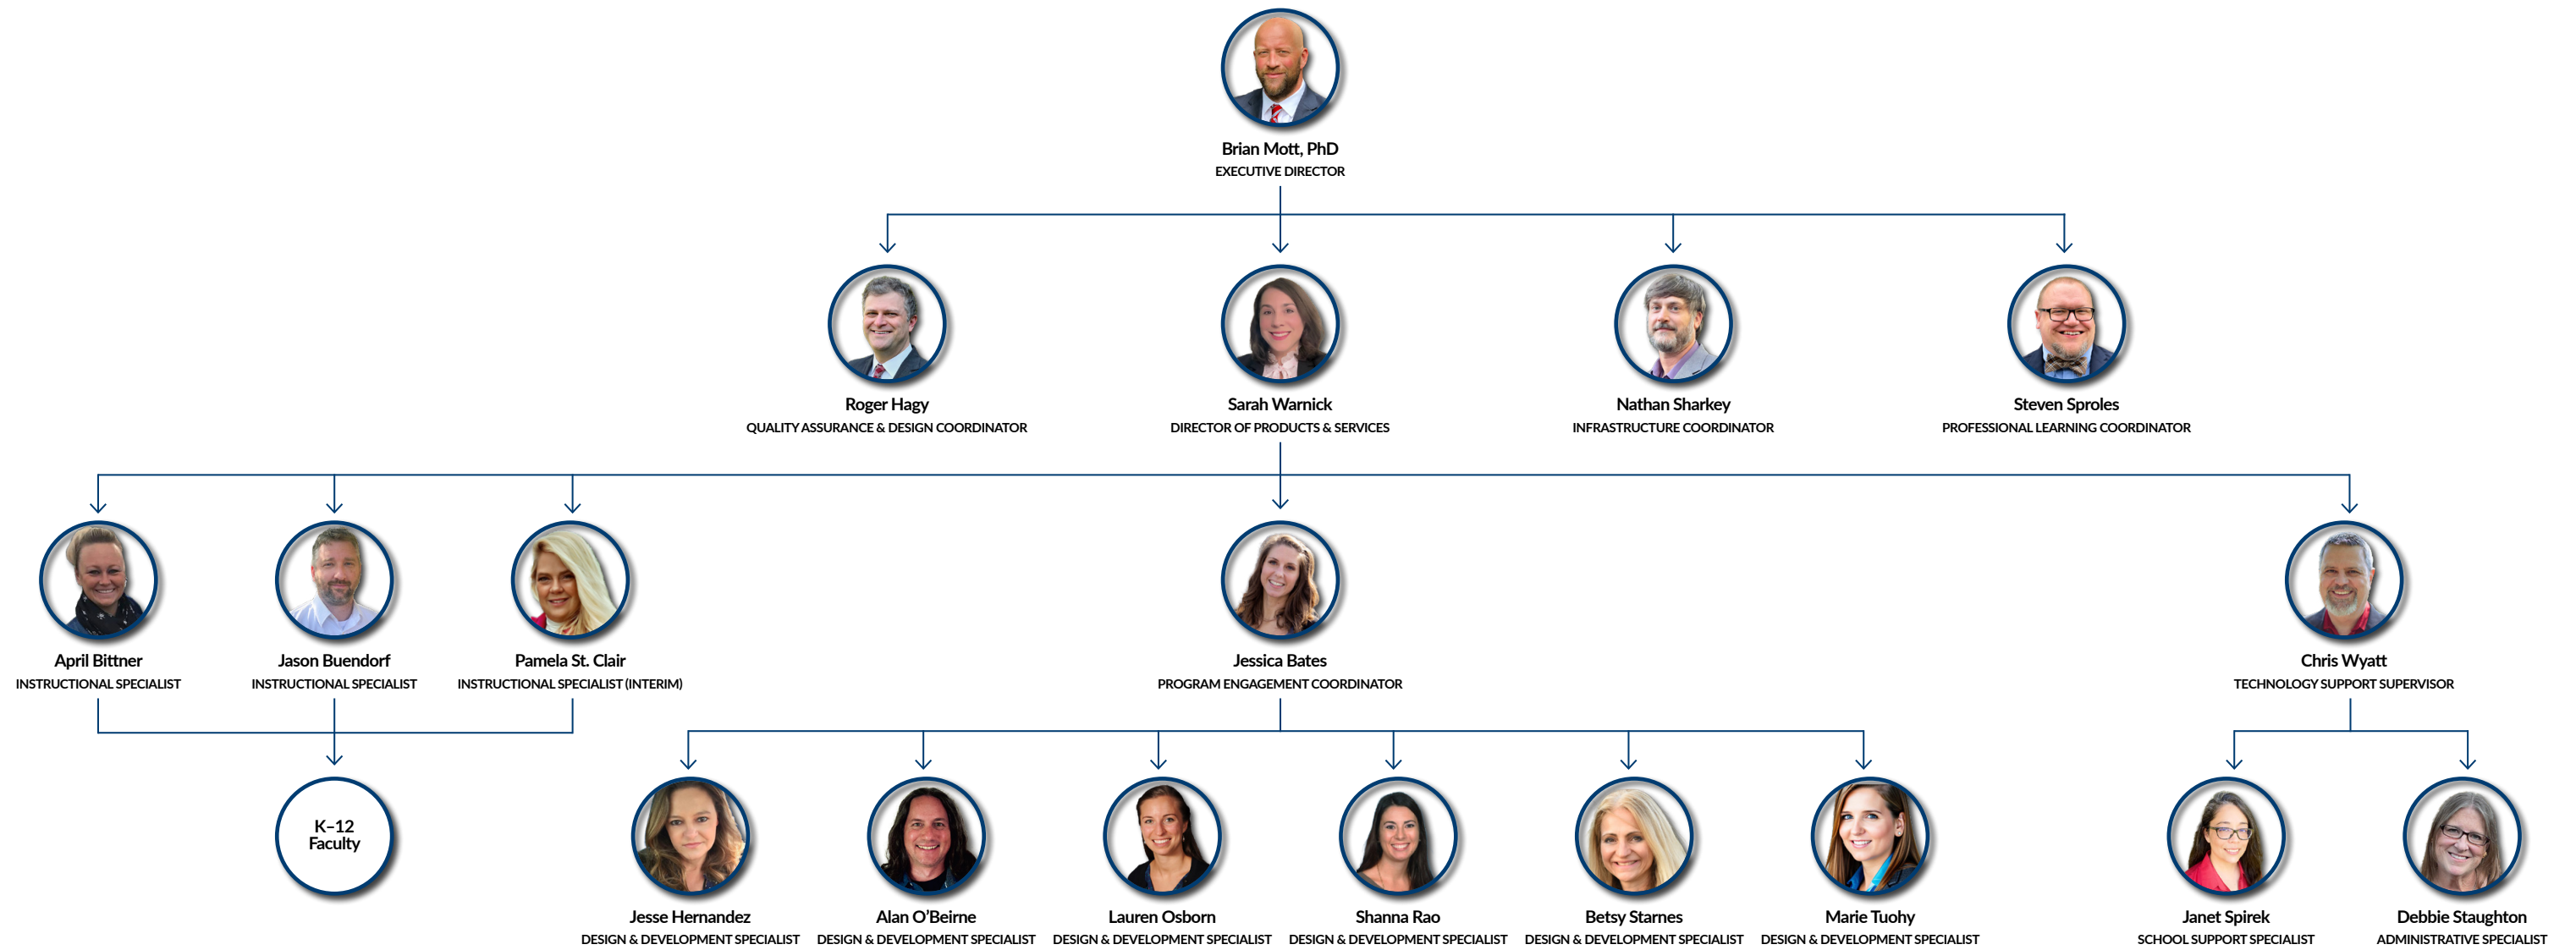 Brian Mott, PhD
EXECUTIVE DIRECTOR
Roger Hagy
QUALITY ASSURANCE & DESIGN COORDINATOR
Sarah Warnick
DIRECTOR OF PRODUCTS & SERVICES
Nathan Sharkey
INFRASTRUCTURE COORDINATOR
Steven Sproles
PROFESSIONAL LEARNING COORDINATOR
April Bittner
INSTRUCTIONAL SPECIALIST
Jason Buendorf
INSTRUCTIONAL SPECIALIST
Pamela St. Clair
INSTRUCTIONAL SPECIALIST (INTERIM)
Jessica Bates
PROGRAM ENGAGEMENT COORDINATOR
Chris Wyatt
TECHNOLOGY SUPPORT SUPERVISOR
K–12
Faculty
Jesse Hernandez
DESIGN & DEVELOPMENT SPECIALIST
Alan O’Beirne
DESIGN & DEVELOPMENT SPECIALIST
Lauren Osborn
DESIGN & DEVELOPMENT SPECIALIST
Shanna Rao
DESIGN & DEVELOPMENT SPECIALIST
Betsy Starnes
DESIGN & DEVELOPMENT SPECIALIST
Marie Tuohy
DESIGN & DEVELOPMENT SPECIALIST
Janet Spirek
SCHOOL SUPPORT SPECIALIST
Debbie Staughton
ADMINISTRATIVE SPECIALIST